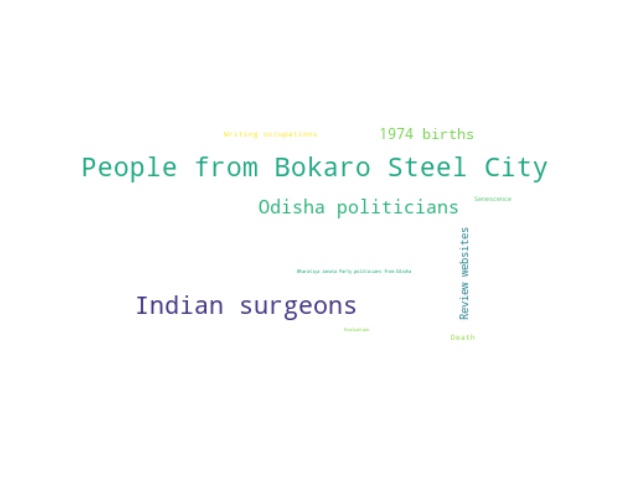 Writing occupations
1974 births
People from Bokaro Steel City
Senescence
Odisha politicians
Review websites
Bharatiya Janata Party politicians from Odisha
Indian surgeons
Death